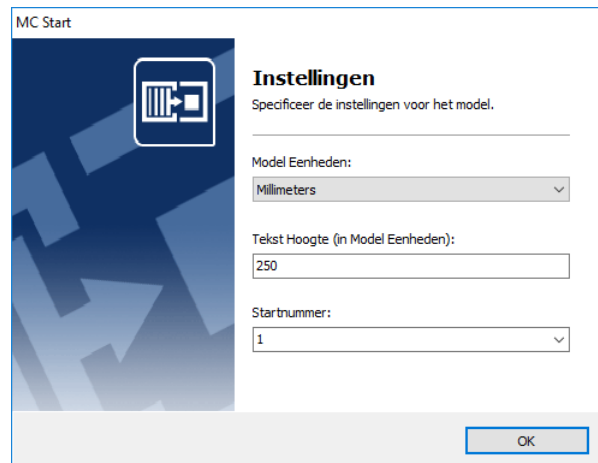 MC Start
Instellingen
Specificeer de instellingen voor het model.
Model Eenheden:
Millimeters
Tekst Hoogte (in Model Eenheden):
250
Startnummer:
1
OK